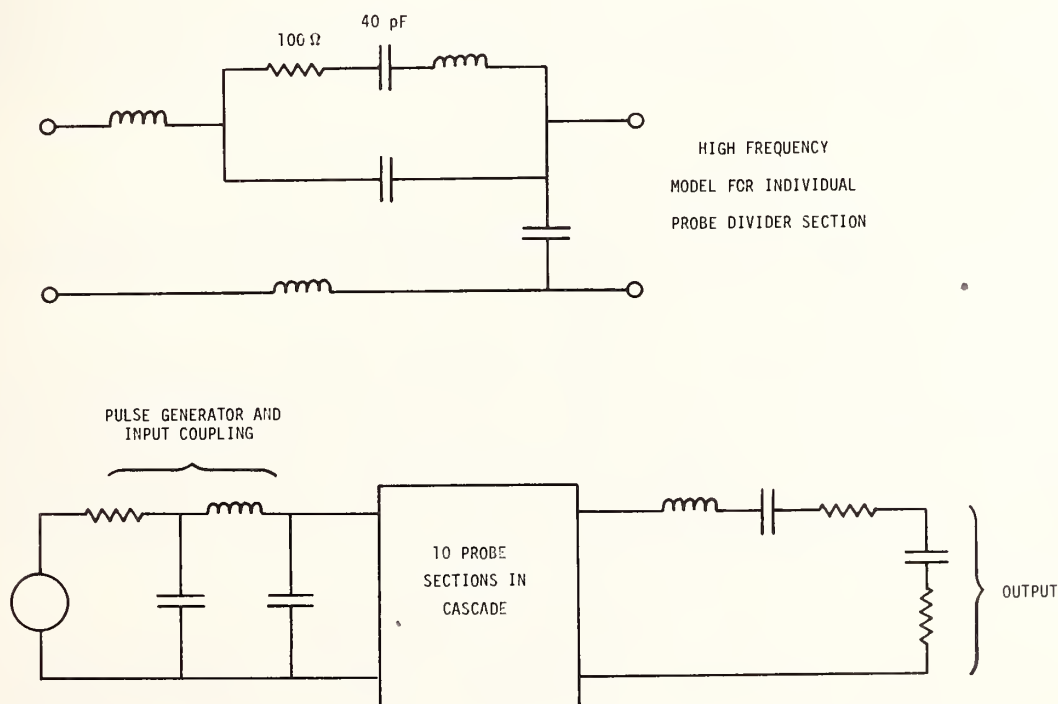 40 pF
100 Ω
HIGH FREQUENCY
MODEL FOR INDIVIDUAL
PROBE DIVIDER SECTION
PULSE GENERATOR AND
INPUT COUPLING
10 PROBE
SECTIONS IN
CASCADE
OUTPUT